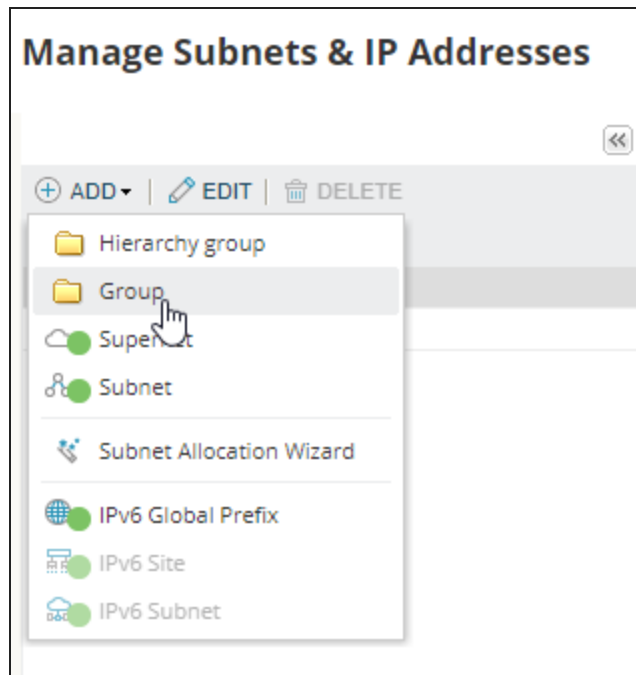 Manage Subnets & IP Addresses
ADD EDIT DELETE
Hierarchy group
Group
Subnet
Subnet Allocation Wizard
IPv6 Global Prefix
IPv6 Site
IPv6 Subnet